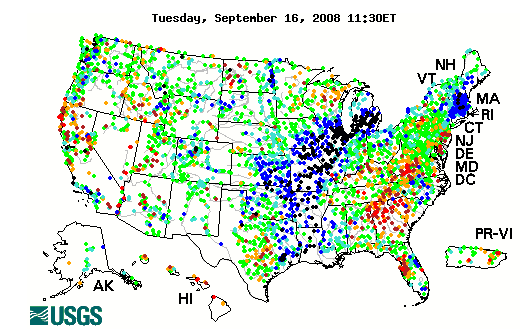 Tuesday, September 16, 2008 11:30ET
NH
VT
MA
RI
CT
NJ
DE
MD
DC
PR-VI
AK
HI
USGS